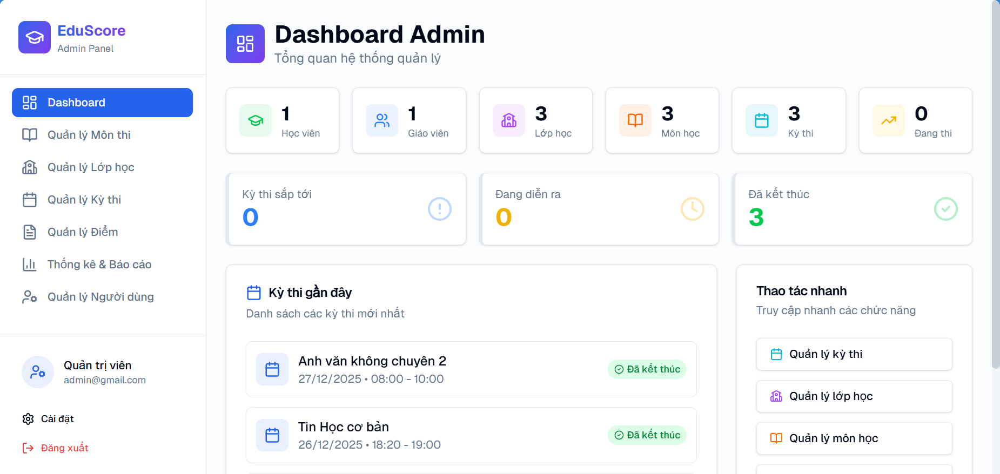 EduScore
Admin Panel
Dashboard
Quản lý Môn thi
Quản lý Lớp học
Quản lý Kỳ thi
Quản lý Điểm
Thống kê & Báo cáo
Quản lý Người dùng
Quản trị viên
admin@gmail.com
Cài đặt
Đăng xuất
Dashboard Admin
Tổng quan hệ thống quản lý
1
Học viên
1
Giáo viên
3
Lớp học
3
Môn học
3
Kỳ thi
0
Đang thi
Kỳ thi sắp tới
0
Đang diễn ra
0
Đã kết thúc
3
Kỳ thi gần đây
Danh sách các kỳ thi mới nhất
Anh văn không chuyên 2
27/12/2025 • 08:00 - 10:00
Đã kết thúc
Tin Học cơ bản
26/12/2025 • 18:20 - 19:00
Đã kết thúc
Thao tác nhanh
Truy cập nhanh các chức năng
Quản lý kỳ thi
Quản lý lớp học
Quản lý môn học